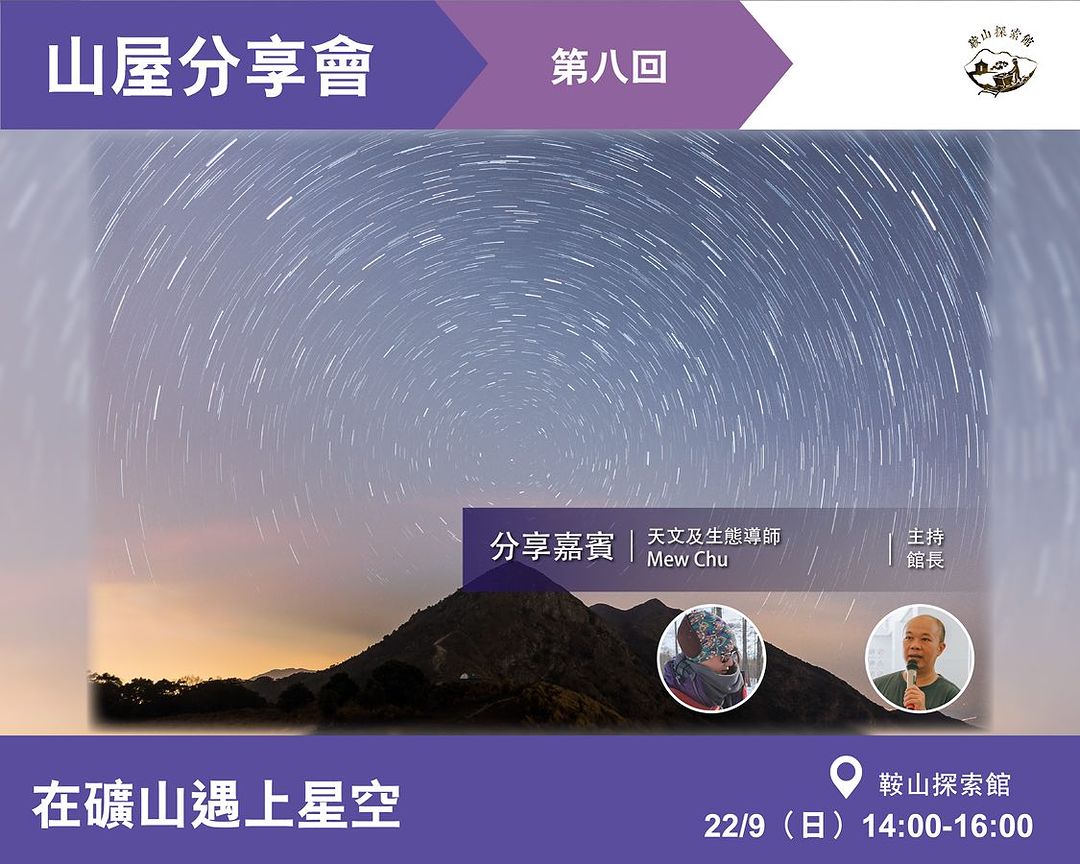 山屋分享會
第八回
鞍山探索館
分享嘉賓
天文及生態導師
Mew Chu
主持
館長
在礦山遇上星空
鞍山探索館
22/9（日）14:00-16:00